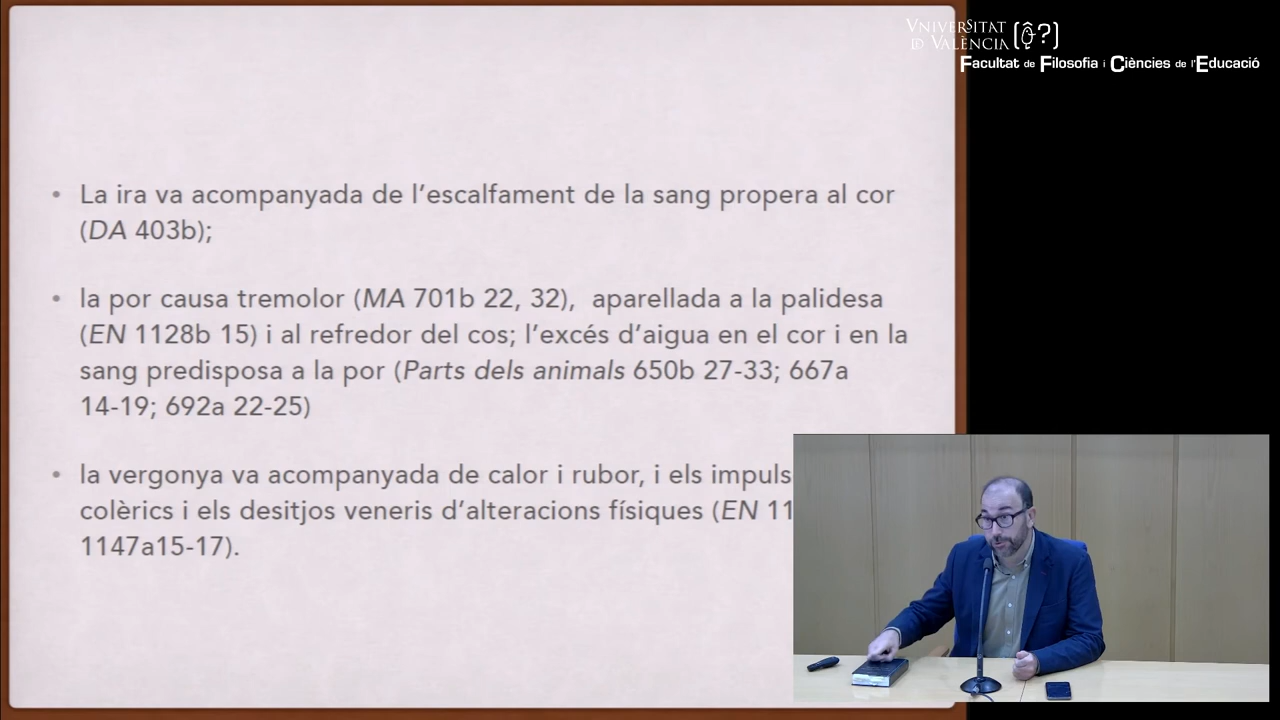 VNIVERSITAT
ID VALÈNCIA
Facultat de Filosofia i Ciències de l'Educació
• La ira va acompanyada de l’escalfament de la sang propera al cor
(DA 403b);
• la por causa tremolor (MA 701b 22, 32), aparellada a la palidesa
(EN 1128b 15) i al refredor del cos; l’excés d’aigua en el cor i en la
sang predisposa a la por (Parts dels animals 650b 27-33; 667a
14-19; 692a 22-25)
• la vergonya va acompanyada de calor i rubor, i els impuls
colèrics i els desitjos veneris d’alteracions físiques (EN 11
1147a15-17).